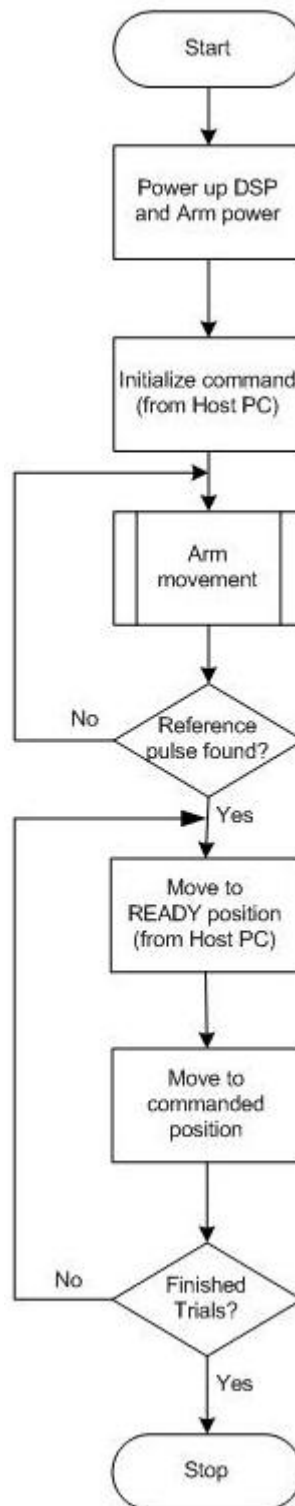 Start
Power up DSP
and Arm power
Initialize command
(from Host PC)
Arm
movement
No
Reference
pulse found?
Yes
Move to
READY position
(from Host PC)
Move to
commanded
position
No
Finished
Trials?
Yes
Stop